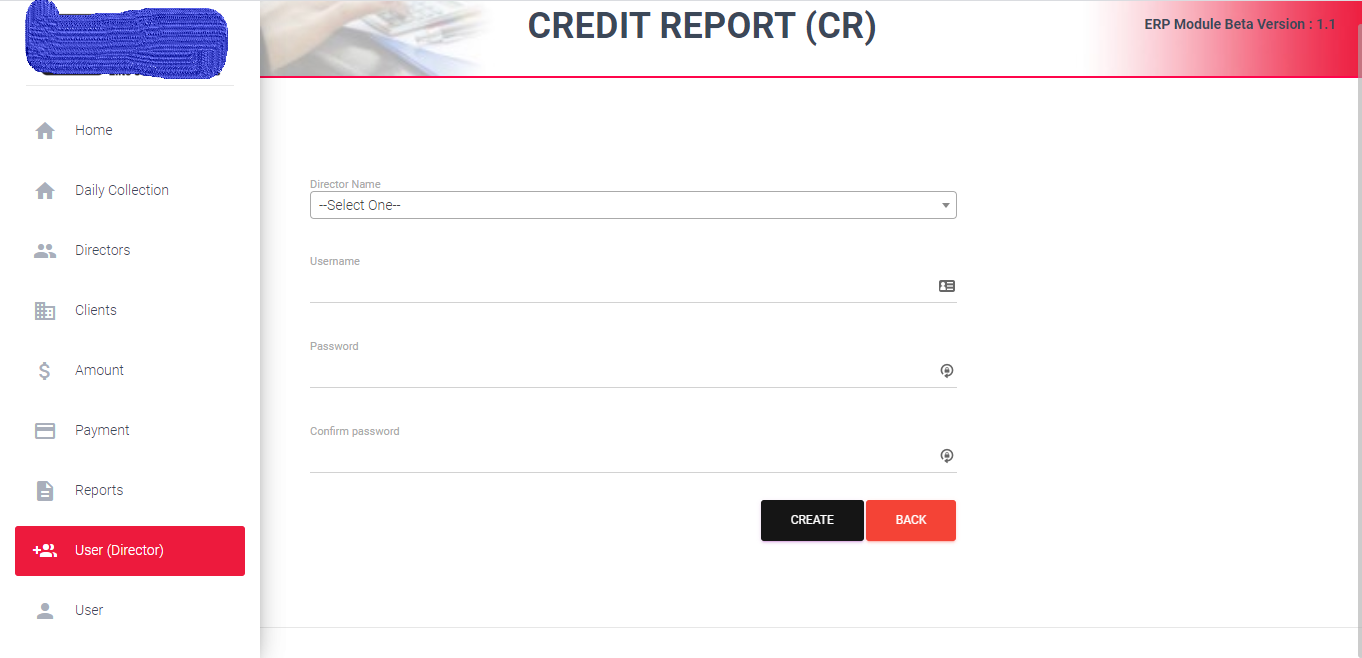 CREDIT REPORT (CR)
ERP Module Beta Version : 1.1
Home
Daily Collection
Directors
Clients
Amount
Payment
Reports
User (Director)
User
Director Name
--Select One--
Username
Password
Confirm password
CREATE
BACK